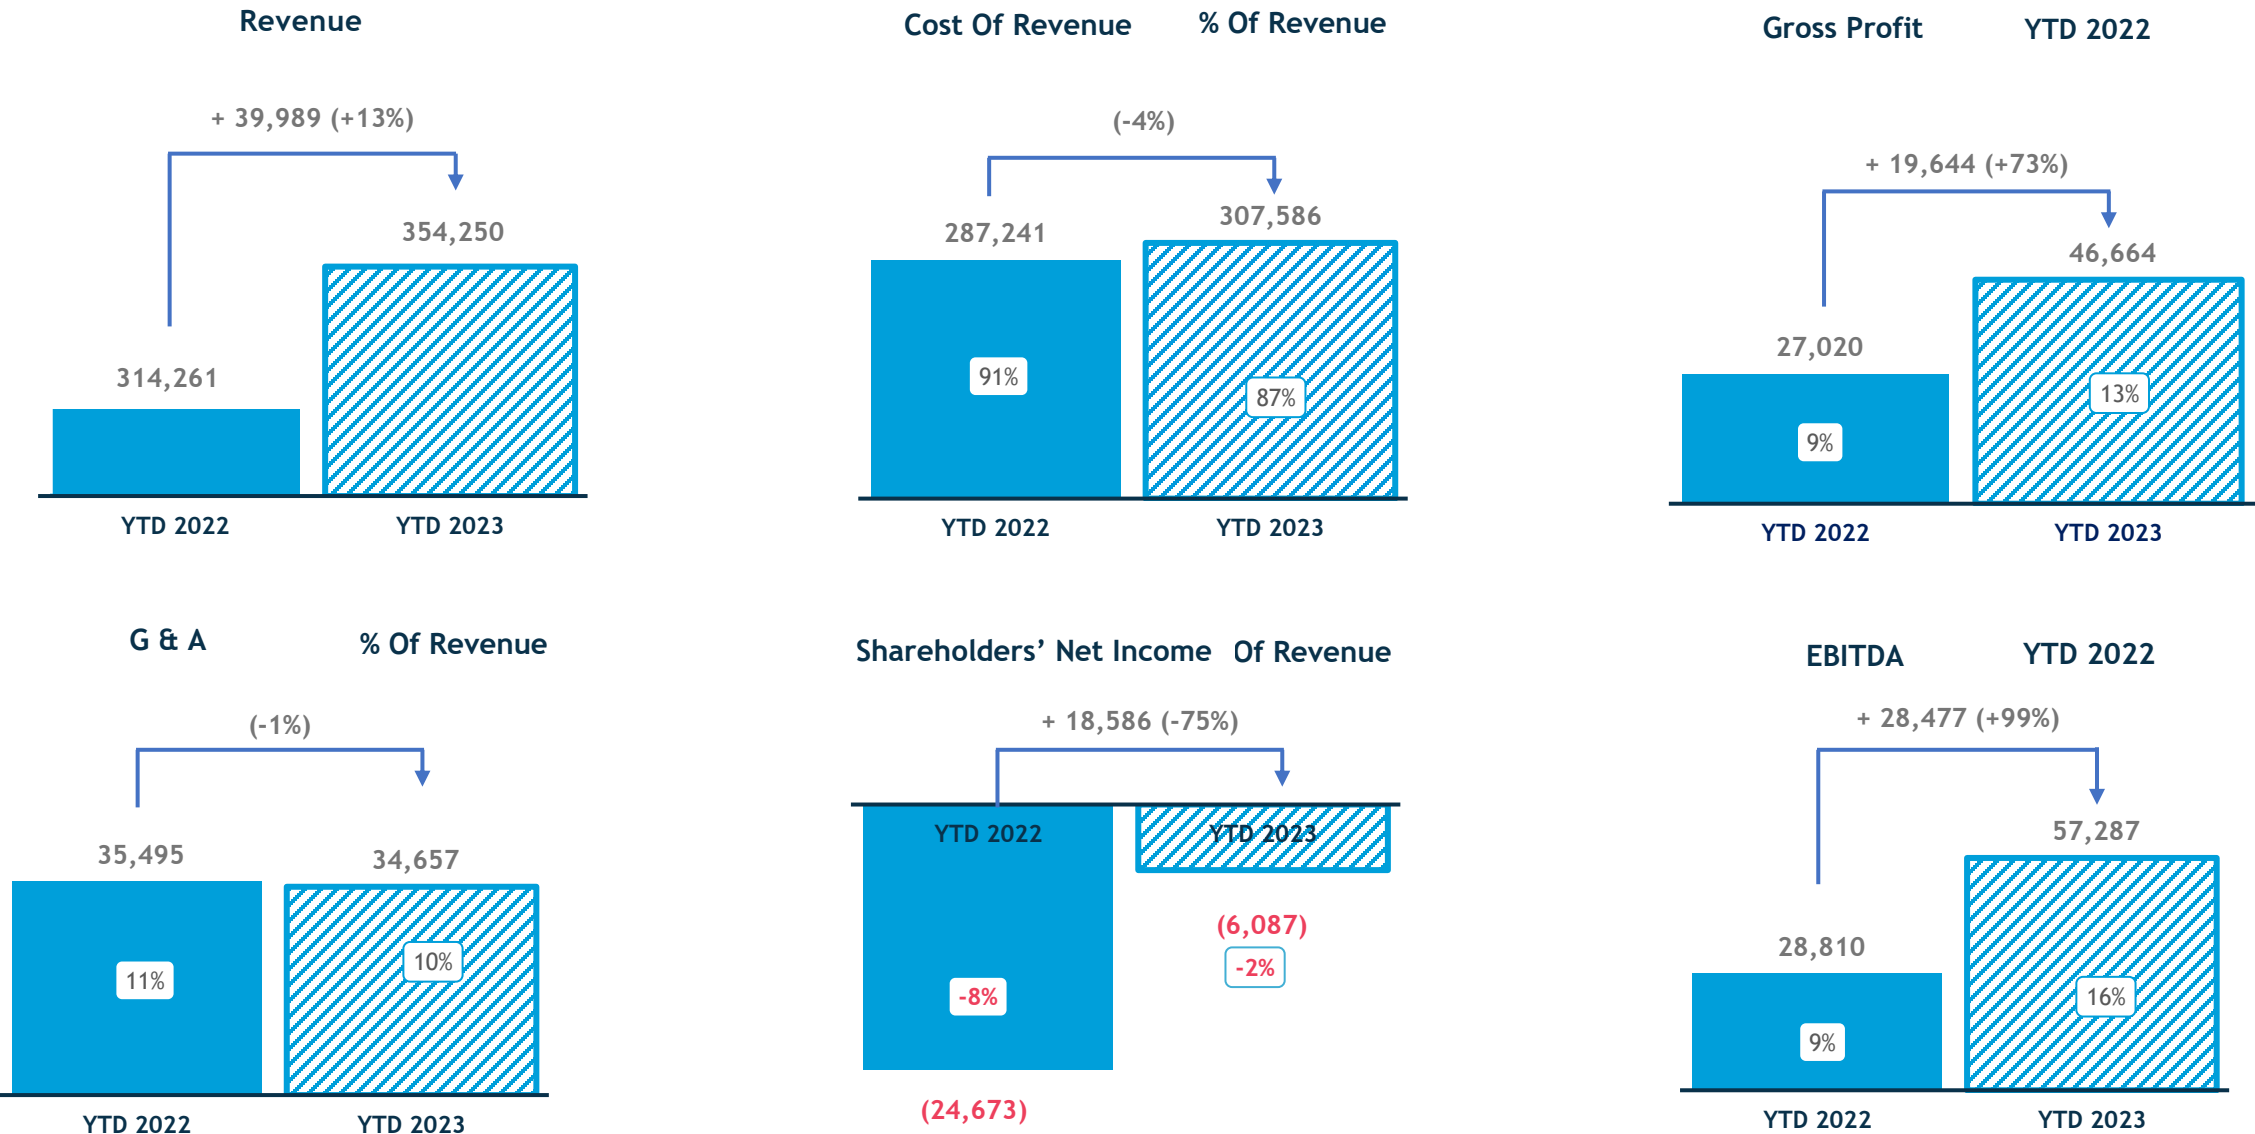 Revenue
+ 39,989 (+13%)
354,250
314,261
YTD 2022 YTD 2023
Cost Of Revenue % Of Revenue
(-4%)
287,241 307,586
91% 87%
YTD 2022 YTD 2023
Gross Profit YTD 2022
+ 19,644 (+73%)
46,664
27,020
13%
9%
YTD 2022 YTD 2023
G & A % Of Revenue
(-1%)
35,495 34,657
11% 10%
YTD 2022 YTD 2023
Shareholders’ Net Income Of Revenue
+ 18,586 (-75%)
YTD 2022 YTD 2023
(6,087)
-2%
-8%
(24,673)
EBITDA YTD 2022
+ 28,477 (+99%)
57,287
28,810
16%
9%
YTD 2022 YTD 2023